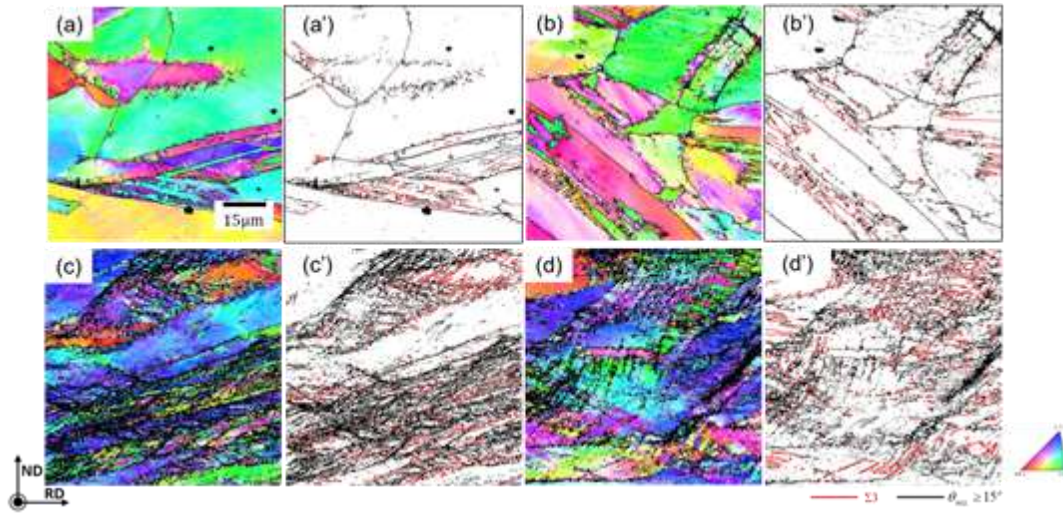 (a) (a') (b) (b')
15μm
(c) (c') (d) (d')
ND
RD
Σ3 θ ≥15°